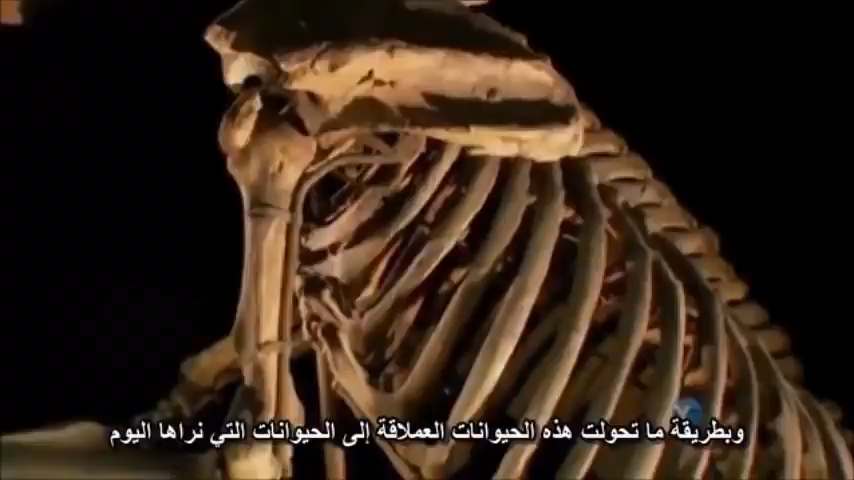 وبطريقة ما تحولت هذه الحيوانات العملاقة إلى الحيوانات التي نراها اليوم